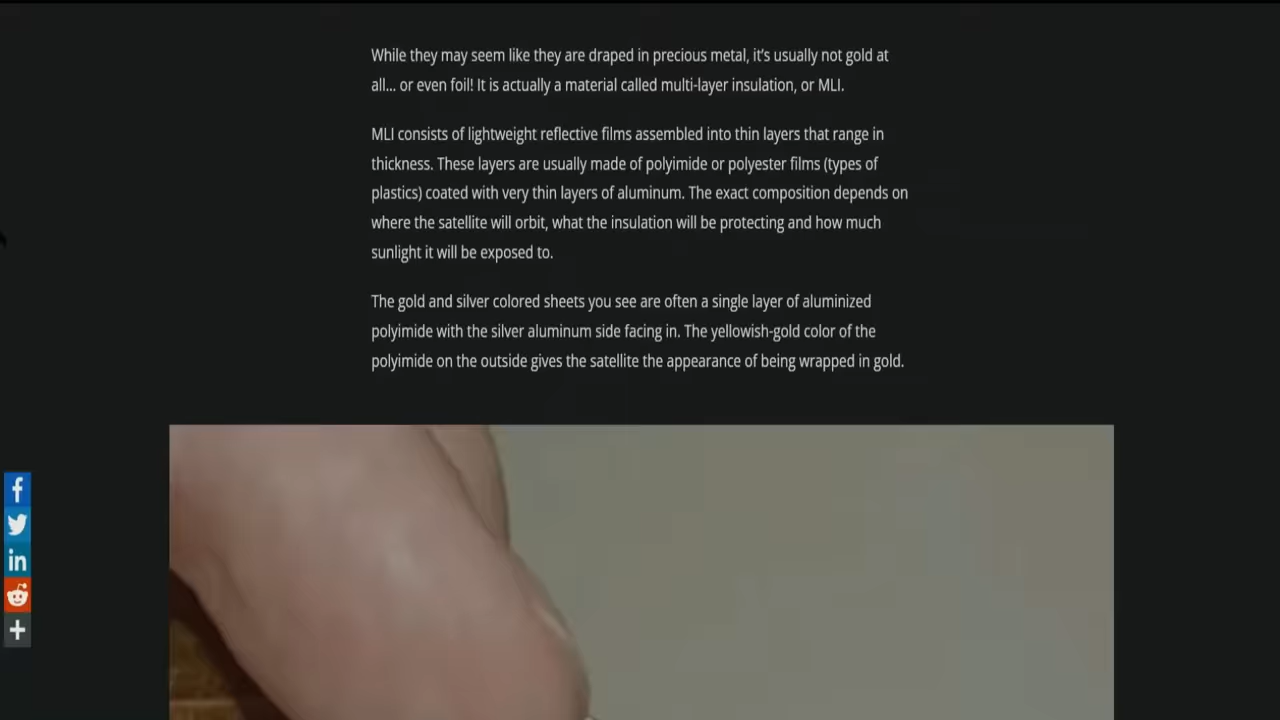 While they may seem like they are draped in precious metal, it's usually not gold at
all... or even foil! It is actually a material called multi-layer insulation, or MLI.
MLI consists of lightweight reflective films assembled into thin layers that range in
thickness. These layers are usually made of polyimide or polyester films (types of
plastics) coated with very thin layers of aluminum. The exact composition depends on
where the satellite will orbit, what the insulation will be protecting and how much
sunlight it will be exposed to.
The gold and silver colored sheets you see are often a single layer of aluminized
polyimide with the silver aluminum side facing in. The yellowish-gold color of the
polyimide on the outside gives the satellite the appearance of being wrapped in gold.